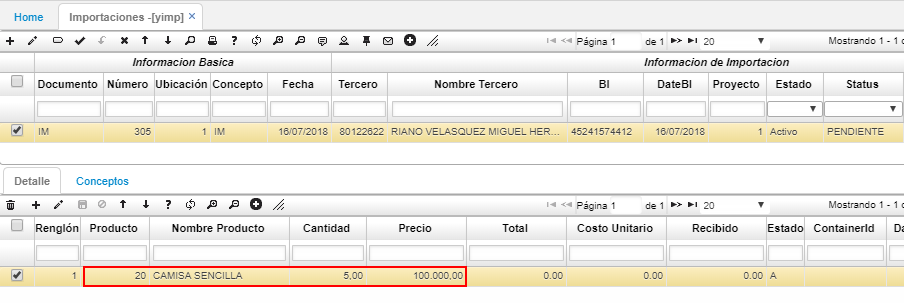 Home Importaciones -[yimp] ×
Página 1 de 1 20 Mostrando 1 - 1
Informacion Basica Informacion de Importacion
Documento Número Ubicación Concepto Fecha Tercero Nombre Tercero BI DateBI Proyecto Estado Status
IM 305 1 IM 16/07/2018 80122622 RIANO VELASQUEZ MIGUEL HER... 45241574412 16/07/2018 1 Activo PENDIENTE
Detalle Conceptos
Página 1 de 1 20 Mostrando 1 - 1
Renglón Producto Nombre Producto Cantidad Precio Total Costo Unitario Recibido Estado ContainerId
1 20 CAMISA SENCILLA 5,00 100.000,00 0.00 0.00 0.00 A